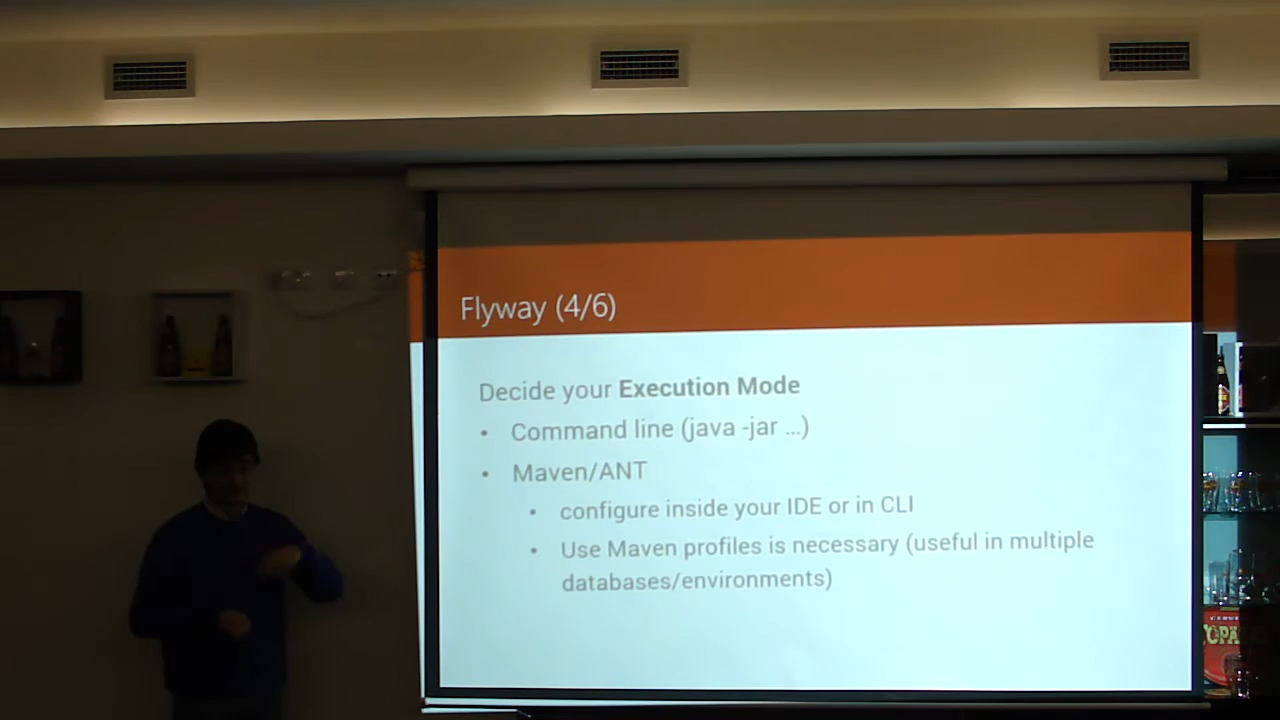 Flyway (4/6)
Decide your Execution Mode
• Command line (java -jar ...)
• Maven/ANT
• configure inside your IDE or in CLI
• Use Maven profiles is necessary (useful in multiple
databases/environments)